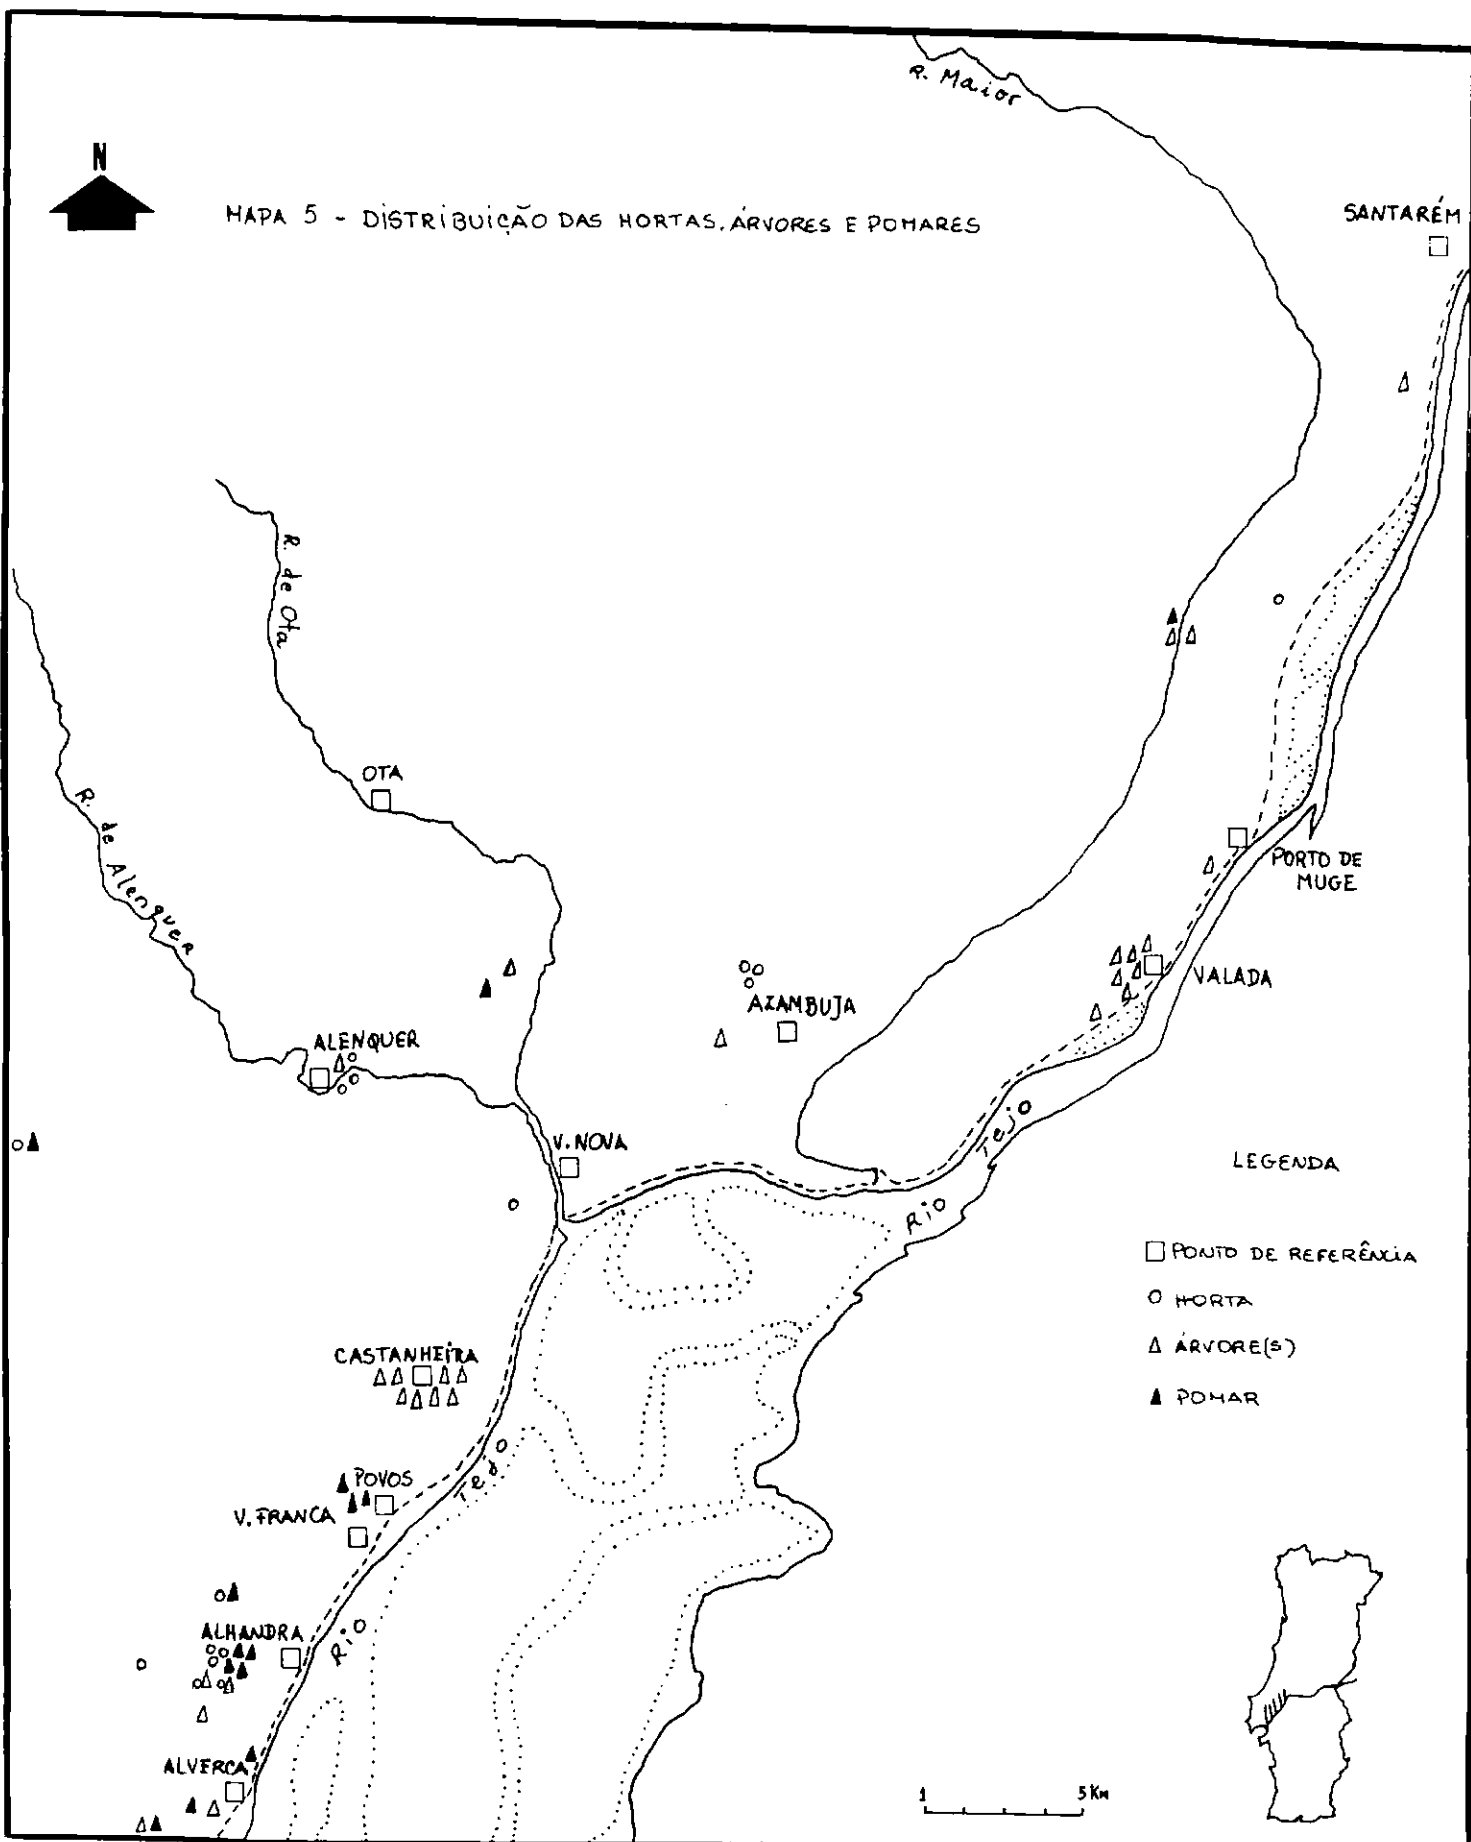 R. Maior
N
MAPA 5 - DISTRIBUIÇÃO DAS HORTAS, ÁRVORES E POMARES
SANTARÉM
R. de Ota
OTA
R. de Alenquer
PORTO DE
MUGE
VALADA
AZAMBUJA
ALENQUER
Tejo
V. NOVA
LEGENDA
Rio
PONTO DE REFERÊNCIA
HORTA
ÁRVORE(S)
POMAR
CASTANHEIRA
Tejo
POVOS
V. FRANCA
Rio
ALHANDRA
ALVERCA
1 5 Km